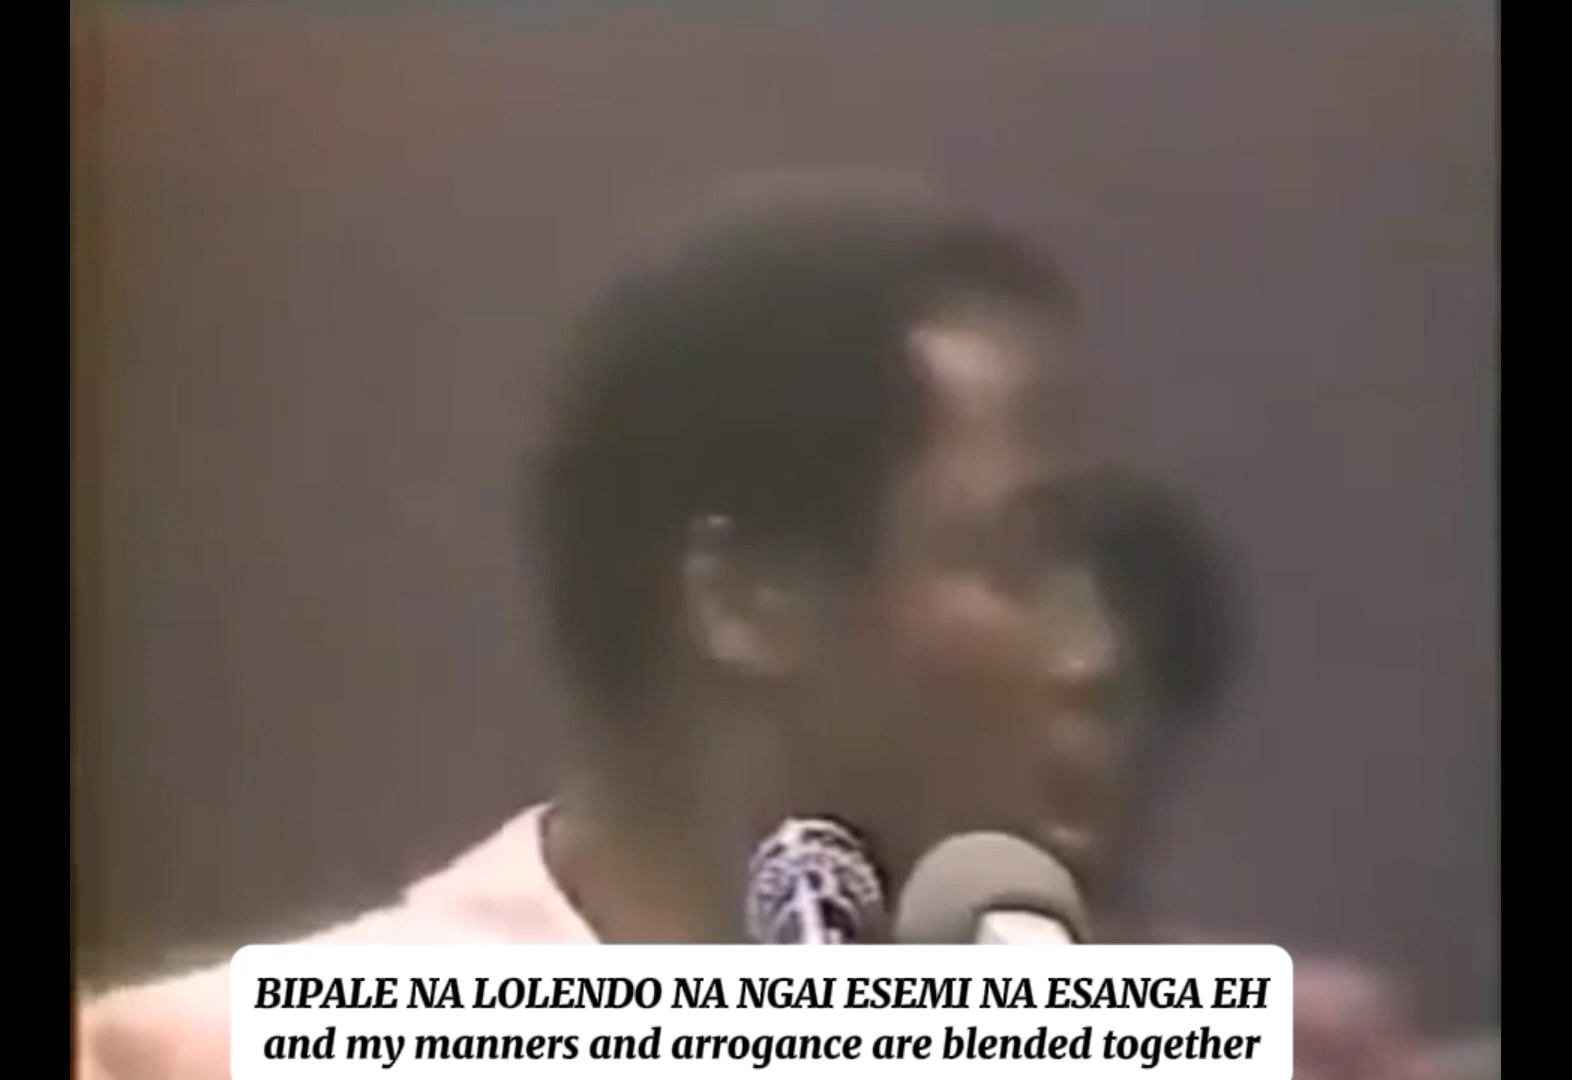 BIPALE NA LOLENDO NA NGAI ESEMI NA ESANGA EH
and my manners and arrogance are blended together